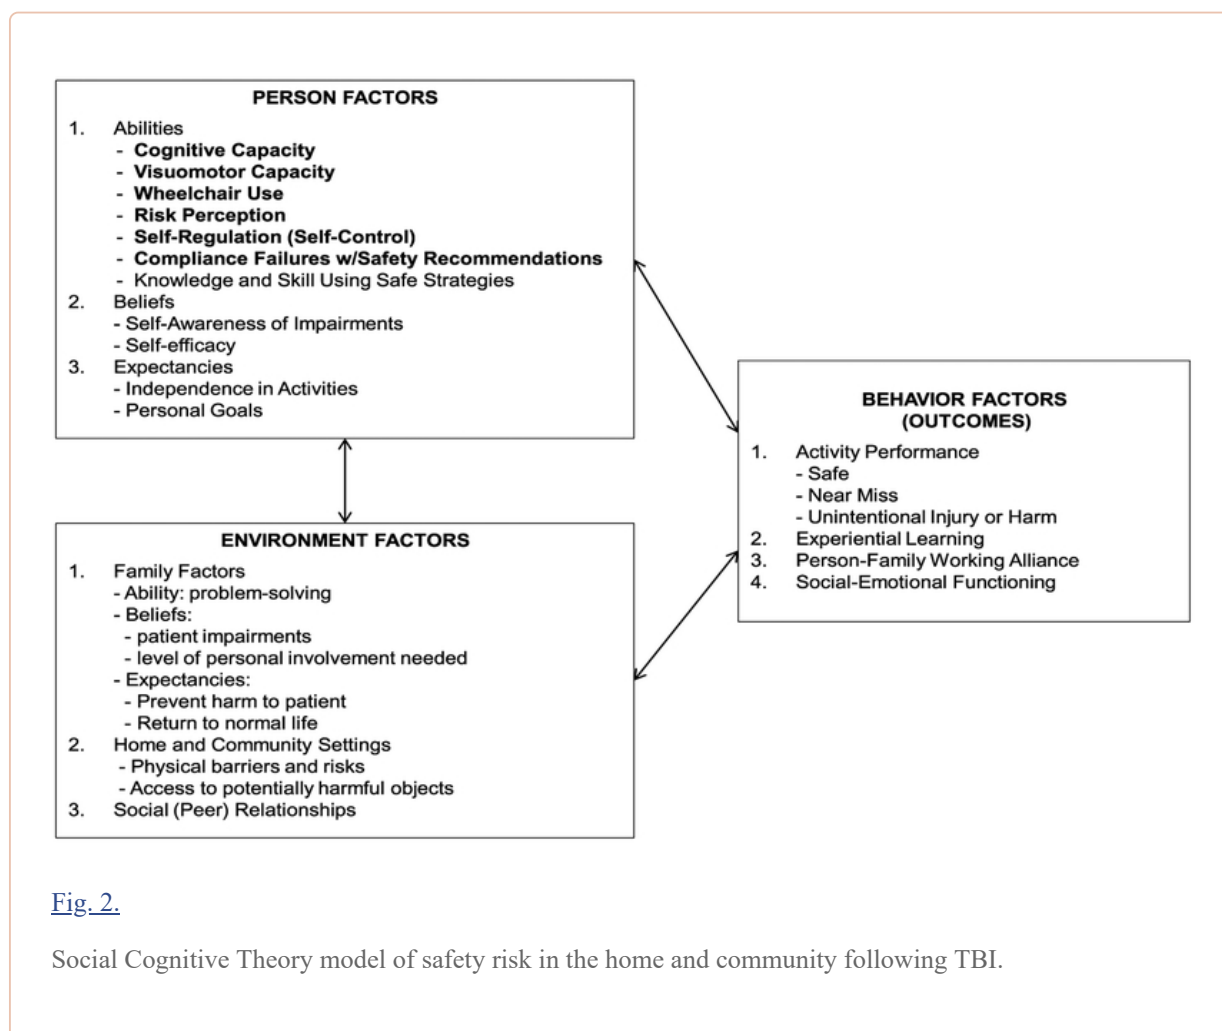 PERSON FACTORS
1. Abilities
- Cognitive Capacity
- Visuomotor Capacity
- Wheelchair Use
- Risk Perception
- Self-Regulation (Self-Control)
- Compliance Failures w/Safety Recommendations
- Knowledge and Skill Using Safe Strategies
2. Beliefs
- Self-Awareness of Impairments
- Self-efficacy
3. Expectancies
- Independence in Activities
- Personal Goals
ENVIRONMENT FACTORS
1. Family Factors
- Ability: problem-solving
- Beliefs:
- patient impairments
- level of personal involvement needed
- Expectancies:
- Prevent harm to patient
- Return to normal life
2. Home and Community Settings
- Physical barriers and risks
- Access to potentially harmful objects
3. Social (Peer) Relationships
BEHAVIOR FACTORS
(OUTCOMES)
1. Activity Performance
- Safe
- Near Miss
- Unintentional Injury or Harm
2. Experiential Learning
3. Person-Family Working Alliance
4. Social-Emotional Functioning
Fig. 2.
Social Cognitive Theory model of safety risk in the home and community following TBI.